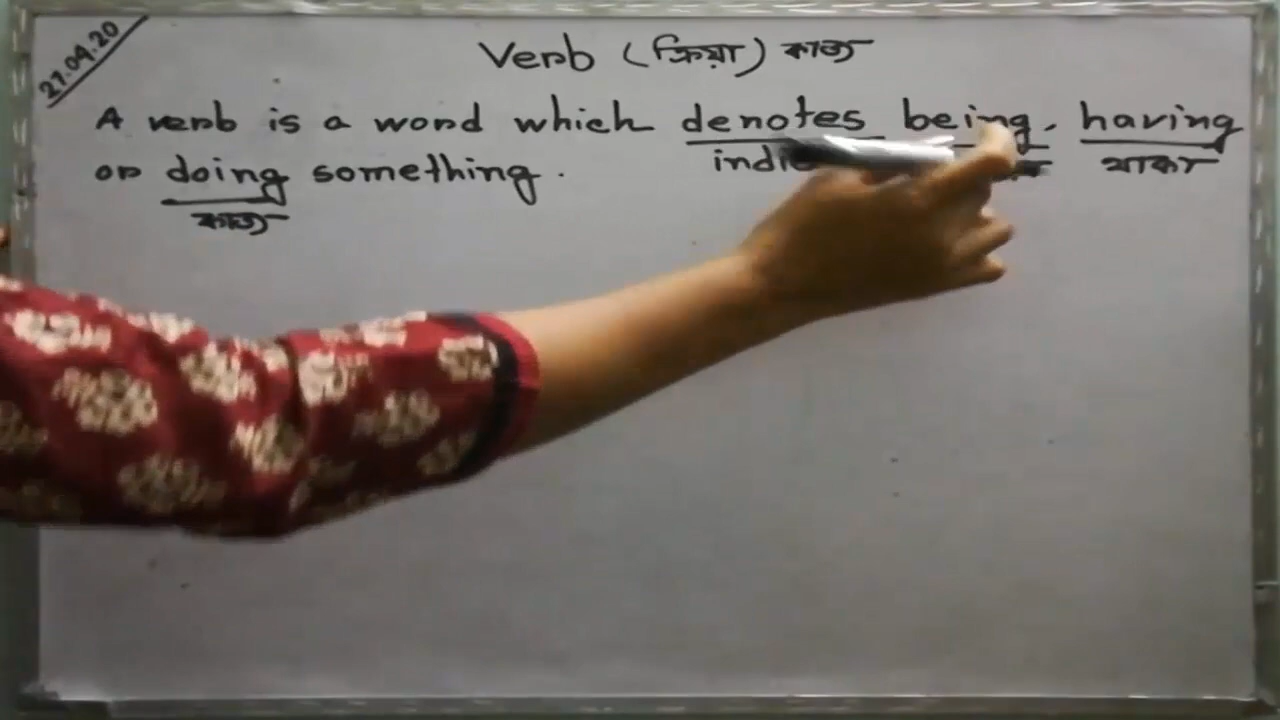 27.04.20
Verb (ক্রিয়া) কাজ
A verb is a word which denotes being, having
থাকা
or doing something.
কাজ